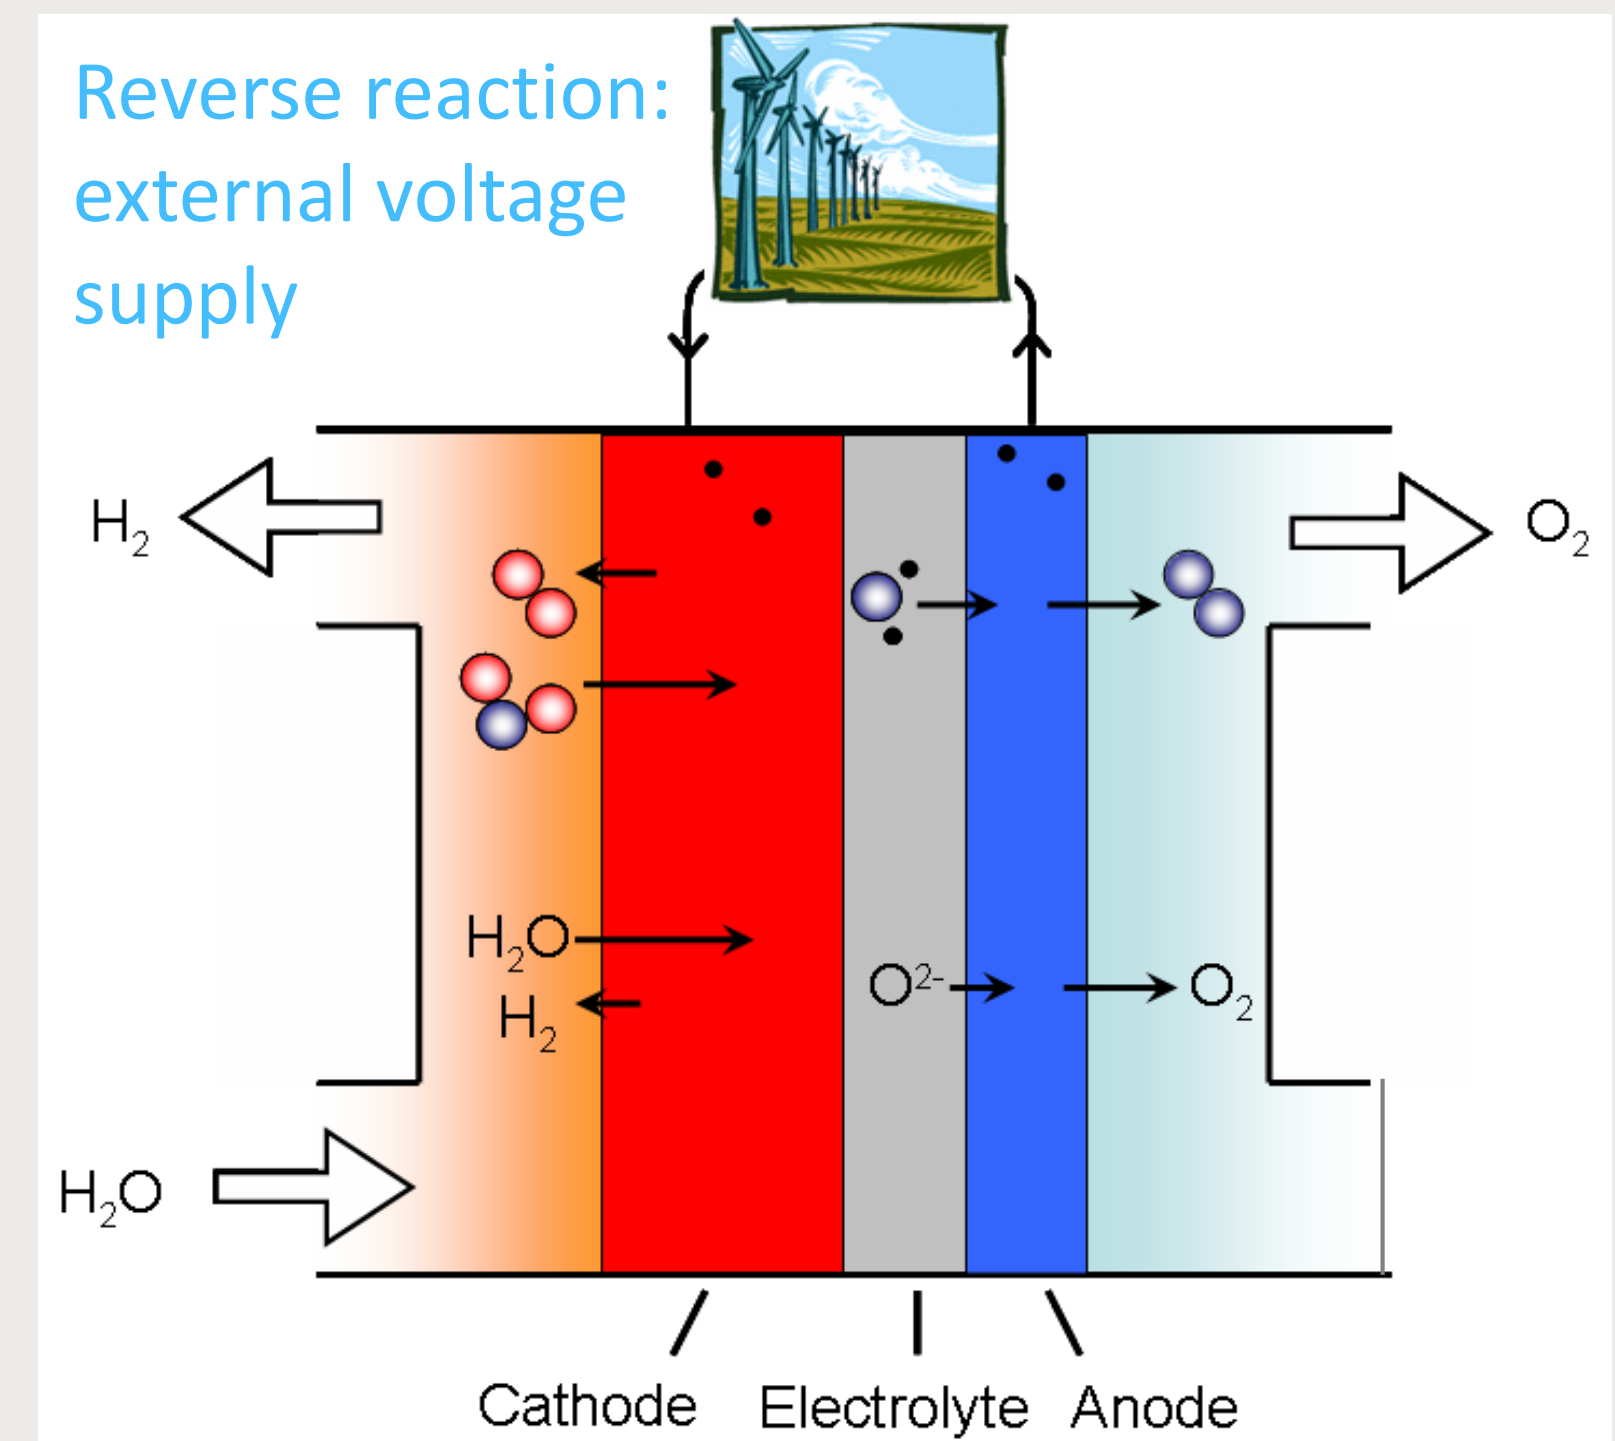 Reverse reaction:
external voltage
supply
H₂
O₂
H₂O
H₂
O²⁻
O₂
H₂O
Cathode
Electrolyte
Anode